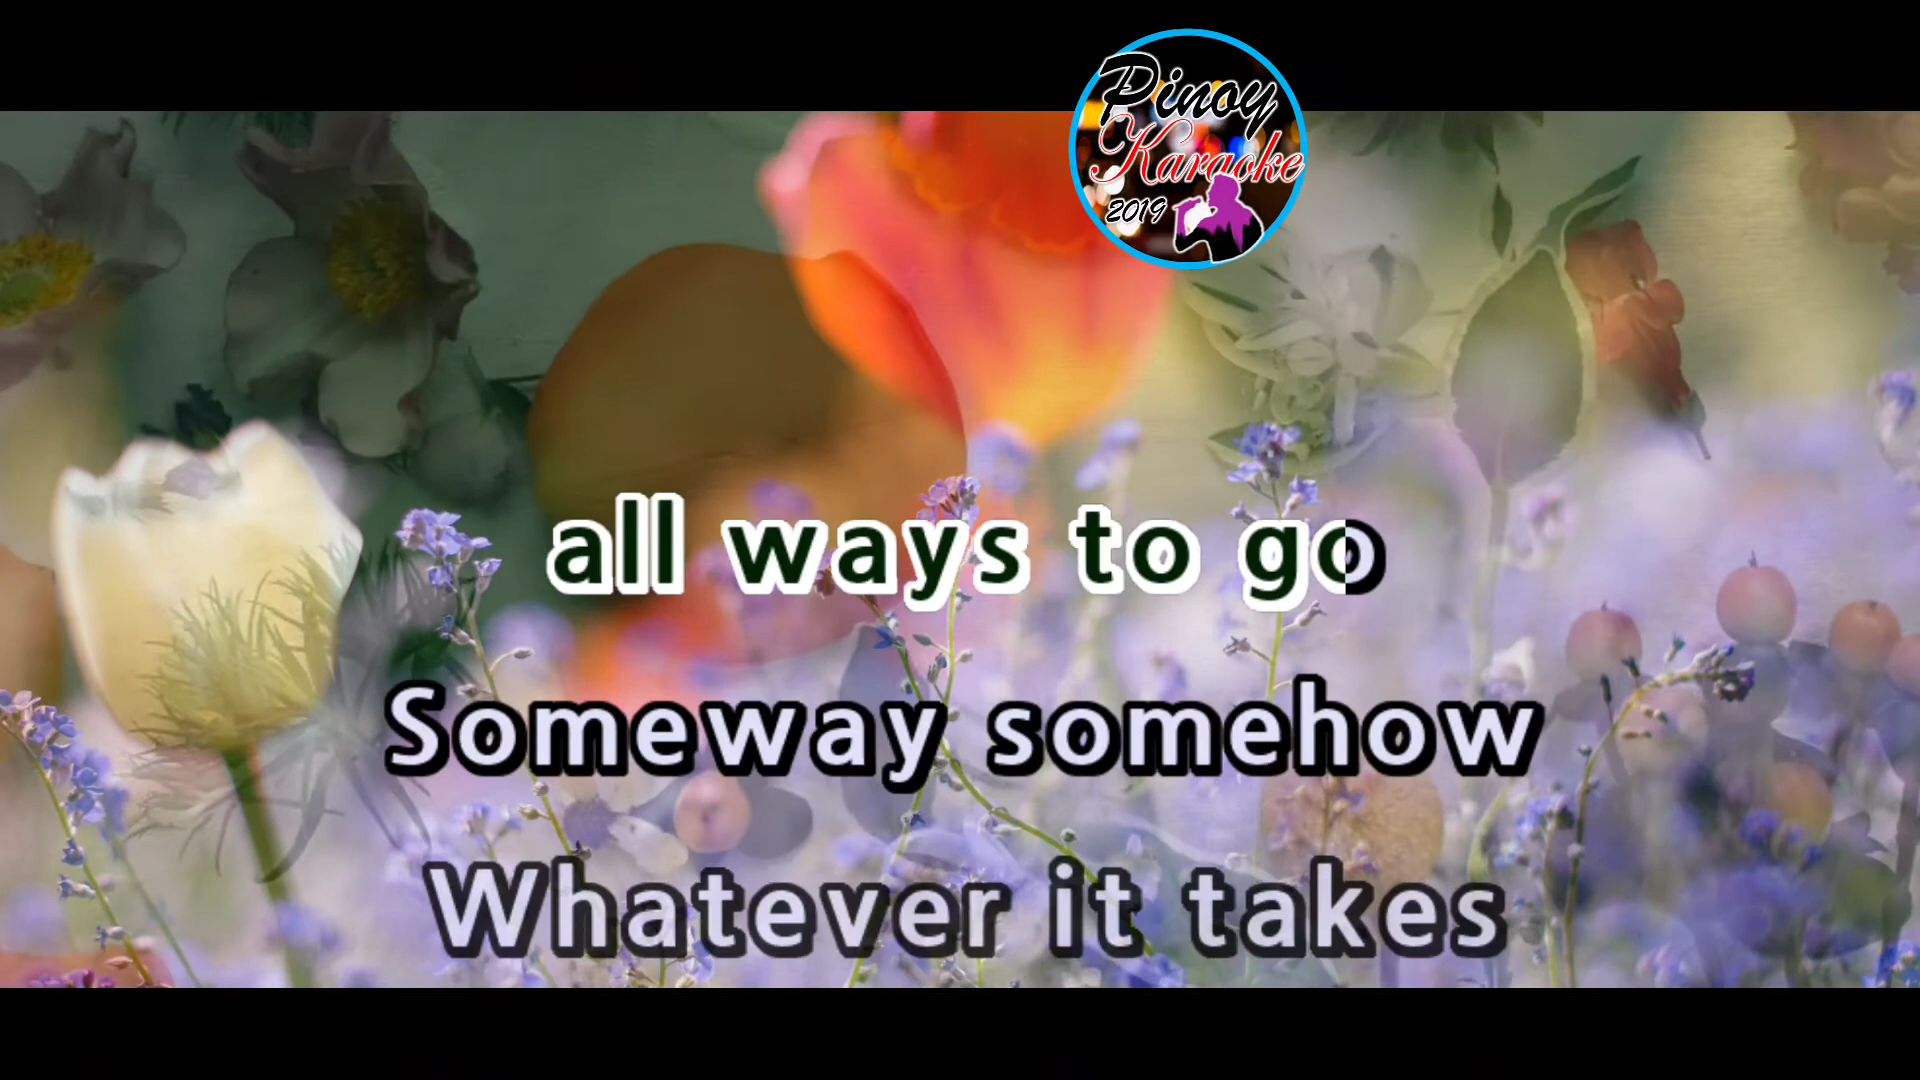 Pinoy
Karaoke
2019
all ways to go
Someway somehow
Whatever it takes